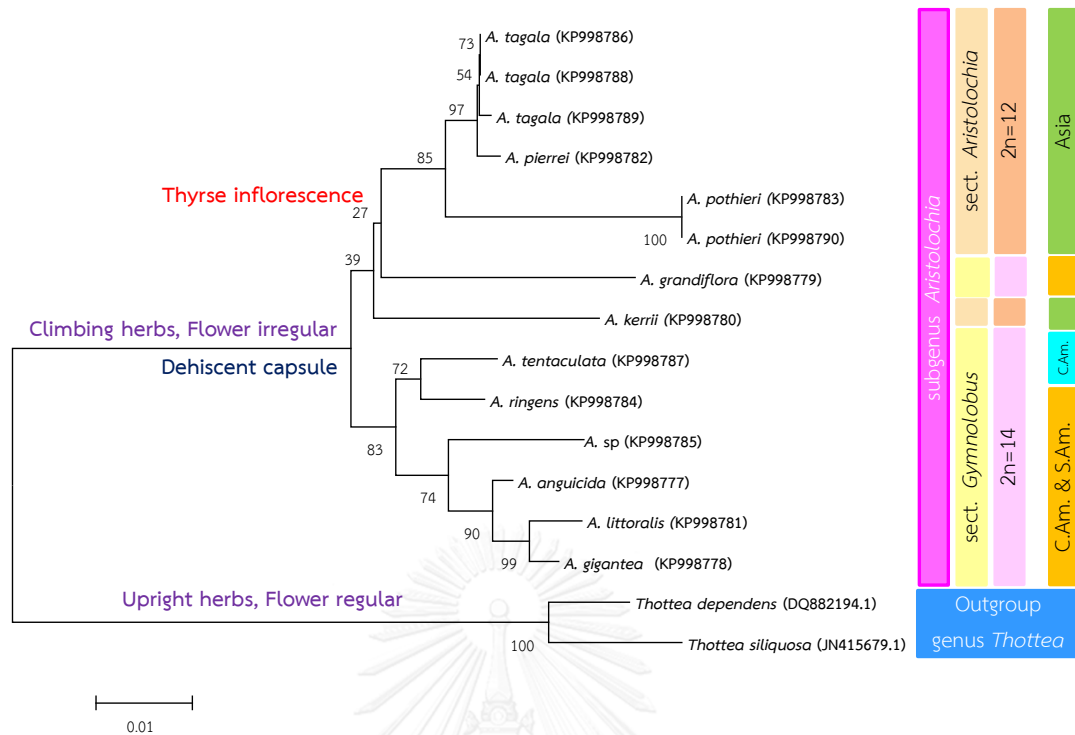 73
A. tagala (KP998786)
54
A. tagala (KP998788)
97
A. tagala (KP998789)
85
A. pierrei (KP998782)
Thyrse inflorescence
27
A. pothieri (KP998783)
100
A. pothieri (KP998790)
39
A. grandiflora (KP998779)
A. kerrii (KP998780)
Climbing herbs, Flower irregular
Dehiscent capsule
72
A. tentaculata (KP998787)
A. ringens (KP998784)
83
A. sp (KP998785)
74
A. anguicida (KP998777)
90
A. littoralis (KP998781)
99
A. gigantea (KP998778)
Upright herbs, Flower regular
Thottea dependens (DQ882194.1)
100
Thottea siliquosa (JN415679.1)
0.01
subgenus Aristolochia
sect. Aristolochia
sect. Gymnolobus
2n=12
2n=14
Asia
C.Am.
C.Am. & S.Am.
Outgroup
genus Thottea